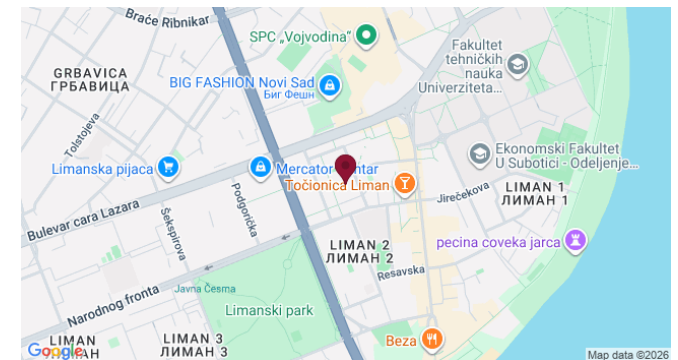 Braće Ribnikar
SPC „Vojvodina“
Fakultet
tehničkih
nauka
Univerziteta...
GRBAVICA
ГРБАВИЦА
BIG FASHION Novi Sad
Биг Фешн
Tolstojeva
Limanska pijaca
Mercator Centar
Točionica Liman
Ekonomski Fakultet
U Subotici - Odeljenje...
Podgorička
Jirečekova
LIMAN 1
ЛИМАН 1
Bulevar cara Lazara
Šekspirova
LIMAN 2
ЛИМАН 2
pecina coveka jarca
Resavska
Javna Česma
Narodnog fronta
Limanski park
LIMAN
ЛИМАН
Google
LIMAN 3
ЛИМАН 3
Beza
Map data ©2026